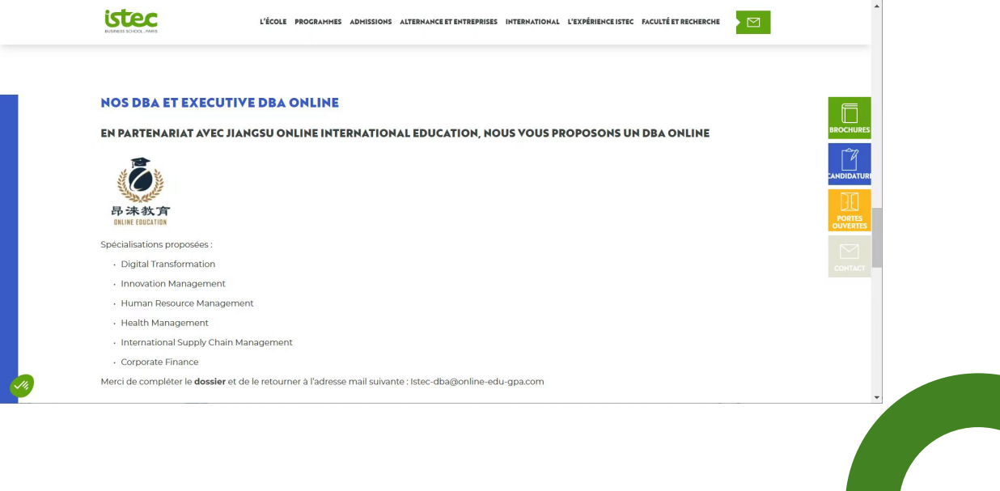 istec
BUSINESS SCHOOL . PARIS
L'ÉCOLE PROGRAMMES ADMISSIONS ALTERNANCE ET ENTREPRISES INTERNATIONAL L'EXPÉRIENCE ISTEC FACULTÉ ET RECHERCHE
NOS DBA ET EXECUTIVE DBA ONLINE
EN PARTENARIAT AVEC JIANGSU ONLINE INTERNATIONAL EDUCATION, NOUS VOUS PROPOSONS UN DBA ONLINE
昂涞教育
ONLINE EDUCATION
Spécialisations proposées :
· Digital Transformation
· Innovation Management
· Human Resource Management
· Health Management
· International Supply Chain Management
· Corporate Finance
Merci de compléter le dossier et de le retourner à l'adresse mail suivante : Istec-dba@online-edu-gpa.com
BROCHURES
CANDIDATURE
PORTES
OUVERTES
CONTACT